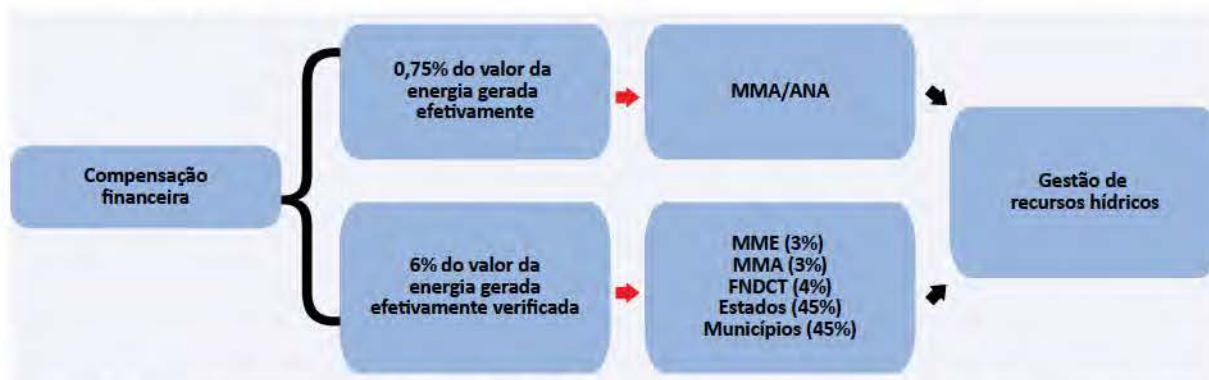 Compensação
financeira
0,75% do valor da
energia gerada
efetivamente
MMA/ANA
6% do valor da
energia gerada
efetivamente verificada
MME (3%)
MMA (3%)
FNDCT (4%)
Estados (45%)
Municípios (45%)
Gestão de
recursos hídricos